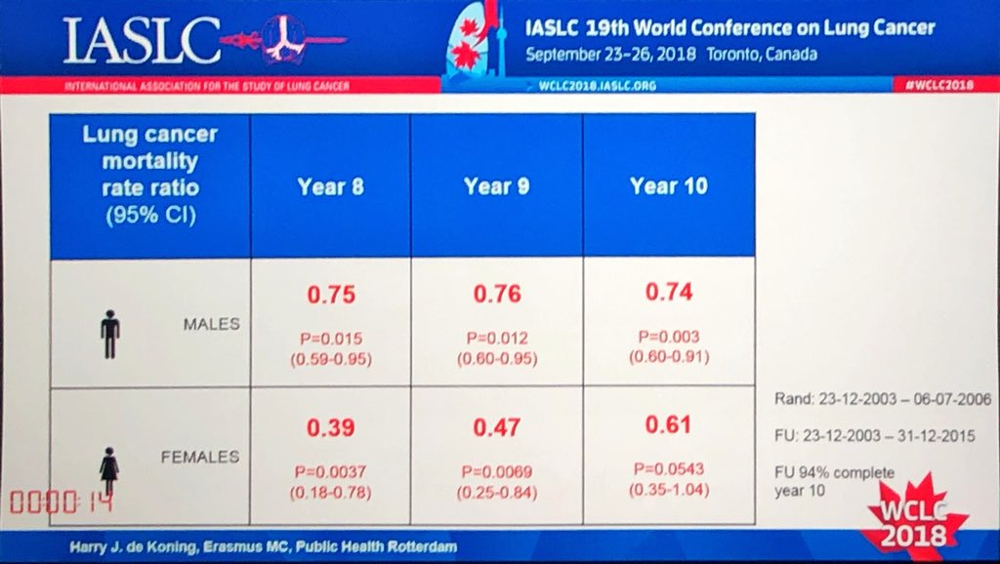 IASLC
IASLC 19th World Conference on Lung Cancer
September 23–26, 2018 Toronto, Canada
INTERNATIONAL ASSOCIATION FOR THE STUDY OF LUNG CANCER
WCLC2018.IASLC.ORG
#WCLC2018
Lung cancer
mortality
rate ratio
(95% CI)
Year 8
Year 9
Year 10
MALES
0.75
P=0.015
(0.59-0.95)
0.76
P=0.012
(0.60-0.95)
0.74
P=0.003
(0.60-0.91)
FEMALES
0.39
P=0.0037
(0.18-0.78)
0.47
P=0.0069
(0.25-0.84)
0.61
P=0.0543
(0.35-1.04)
Rand: 23-12-2003 – 06-07-2006
FU: 23-12-2003 – 31-12-2015
FU 94% complete
year 10
00:00:14
WCLC
2018
Harry J. de Koning, Erasmus MC, Public Health Rotterdam